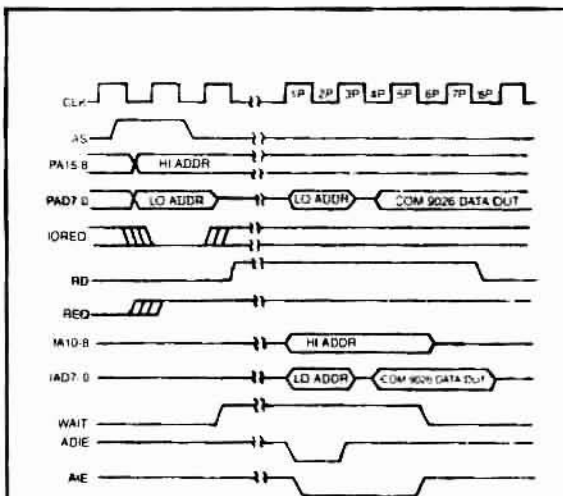 CLK 1P 2P 3P 4P 5P 6P 7P 8P
AS
PA15-8 HI ADDR
PAD7-0 LO ADDR LO ADDR COM 9026 DATA OUT
IOREQ
RD
REQ
IA10-8 HI ADDR
IAD7-0 LO ADDR COM 9026 DATA OUT
WAIT
ADIE
AIE